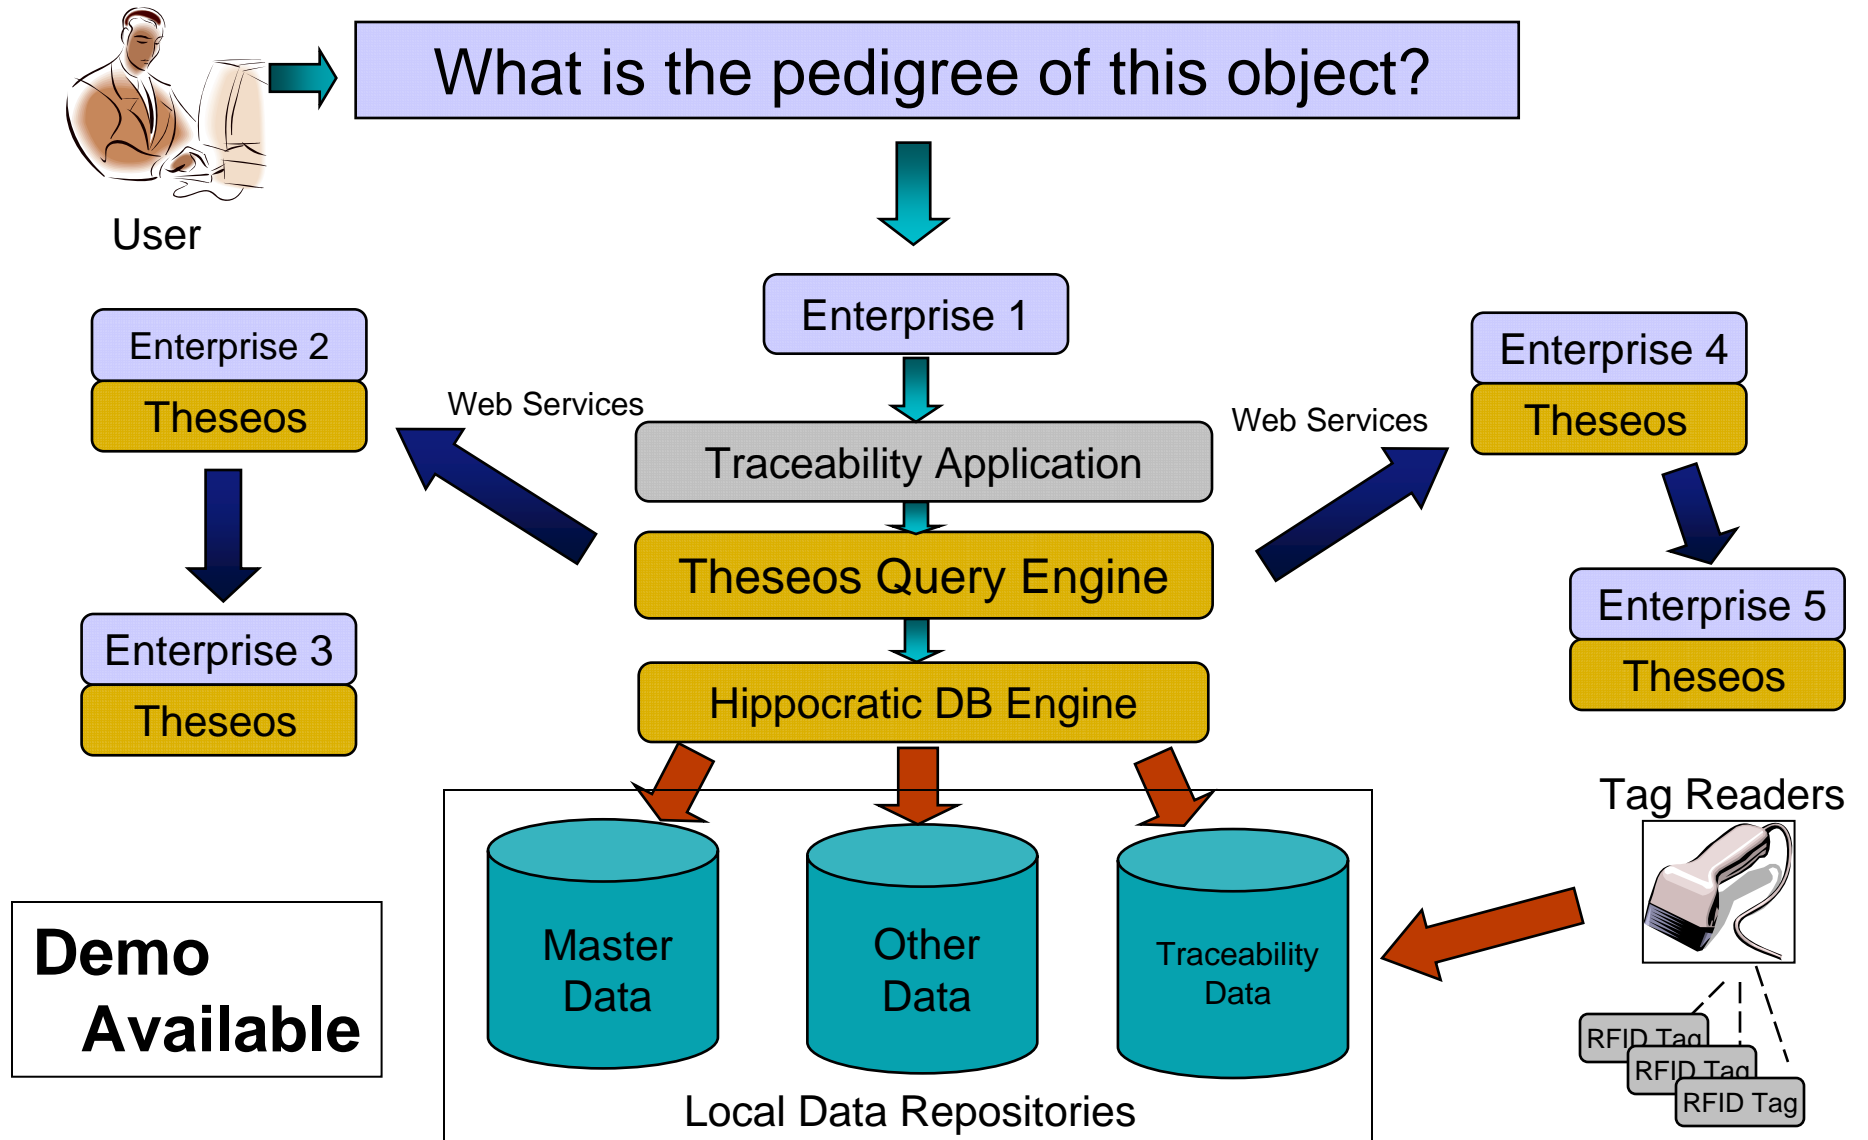 What is the pedigree of this object?
User
Enterprise 1
Enterprise 2
Theseos
Web Services
Traceability Application
Web Services
Enterprise 4
Theseos
Theseos Query Engine
Enterprise 3
Theseos
Hippocratic DB Engine
Enterprise 5
Theseos
Tag Readers
Master
Data
Other
Data
Traceability
Data
Demo
Available
RFID Tag
RFID Tag
RFID Tag
Local Data Repositories